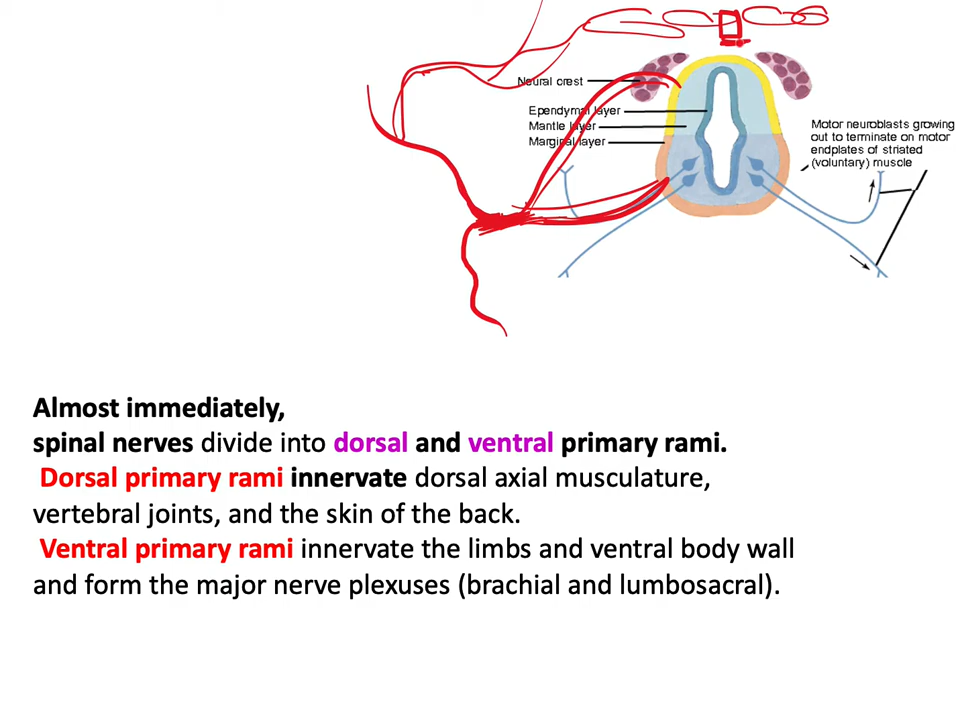 Neural crest
Ependymal layer
Mantle layer
Marginal layer
Motor neuroblasts growing
out to terminate on motor
endplates of striated
(voluntary) muscle
Almost immediately,
spinal nerves divide into dorsal and ventral primary rami.
Dorsal primary rami innervate dorsal axial musculature,
vertebral joints, and the skin of the back.
Ventral primary rami innervate the limbs and ventral body wall
and form the major nerve plexuses (brachial and lumbosacral).